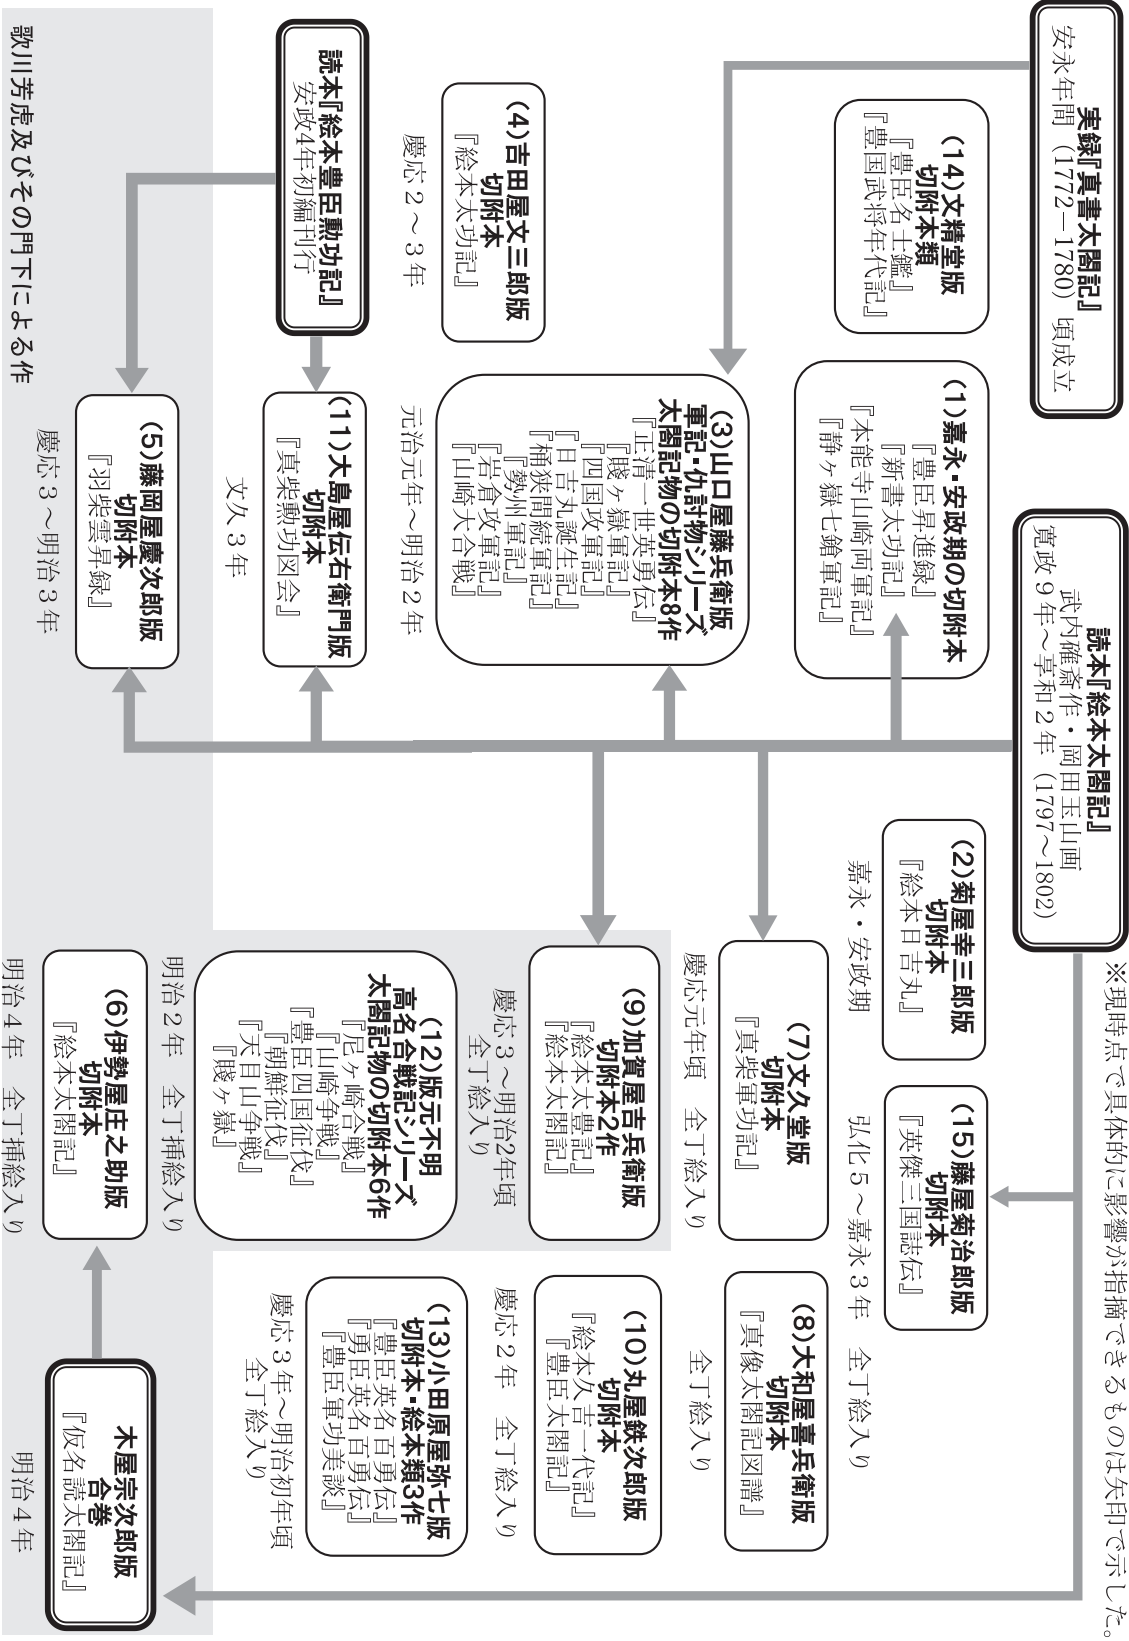 ※現時点で具体的に影響が指摘できるものは矢印で示した。
実録『真書太閤記』
安永年間（1772―1780）頃成立
読本『絵本太閤記』
武内確斎作・岡田玉山画
寛政９年～享和２年（1797～1802）
(14)文精堂版
切附本類
『豊臣名士鑑』
『豊国武将年代記』
(1)嘉永・安政期の切附本
『豊臣昇進録』
『新書太功記』
『本能寺山崎両軍記』
『静ヶ嶽七鎗軍記』
(2)菊屋幸三郎版
切附本
『絵本日吉丸』
嘉永・安政期
(15)藤屋菊治郎版
切附本
『英傑三国誌伝』
弘化５～嘉永３年　全丁絵入り
(3)山口屋藤兵衛版
軍記・仇討物シリーズ
太閤記物の切附本8作
『正清一世英勇伝』
『賤ヶ嶽軍記』
『四国攻軍記』
『日吉丸誕生記』
『桶狭間統軍記』
『勢州軍記』
『岩倉攻軍記』
『山崎大合戦』
元治元年～明治２年
(7)文久堂版
切附本
『真柴軍功記』
慶応元年頃　全丁絵入り
(8)大和屋喜兵衛版
切附本
『真像太閤記図譜』
全丁絵入り
(4)吉田屋文三郎版
切附本
『絵本太功記』
慶応２～３年
(9)加賀屋吉兵衛版
切附本2作
『絵本太豊記』
『絵本太閤記』
慶応３～明治2年頃
全丁絵入り
(10)丸屋鉄次郎版
切附本
『絵本久吉一代記』
『豊臣太閤記』
慶応２年　全丁絵入り
読本『絵本豊臣勲功記』
安政4年初編刊行
(11)大島屋伝右衛門版
切附本
『真柴勲功図会』
文久３年
(12)版元不明
高名合戦記シリーズ
太閤記物の切附本6作
『尼ヶ崎合戦』
『山崎争戦』
『豊臣四国征伐』
『朝鮮征伐』
『天目山争戦』
『賤ヶ嶽』
明治２年　全丁挿絵入り
(13)小田原屋弥七版
切附本・絵本類3作
『豊臣英名百勇伝』
『勇臣英名百勇伝』
『豊臣軍功美談』
慶応３年～明治初年頃
全丁絵入り
歌川芳虎及びその門下による作
(5)藤岡屋慶次郎版
切附本
『羽柴雲昇録』
慶応３～明治３年
(6)伊勢屋庄之助版
切附本
『絵本太閤記』
明治４年　全丁挿絵入り
木屋宗次郎版
合巻
『仮名読太閤記』
明治４年